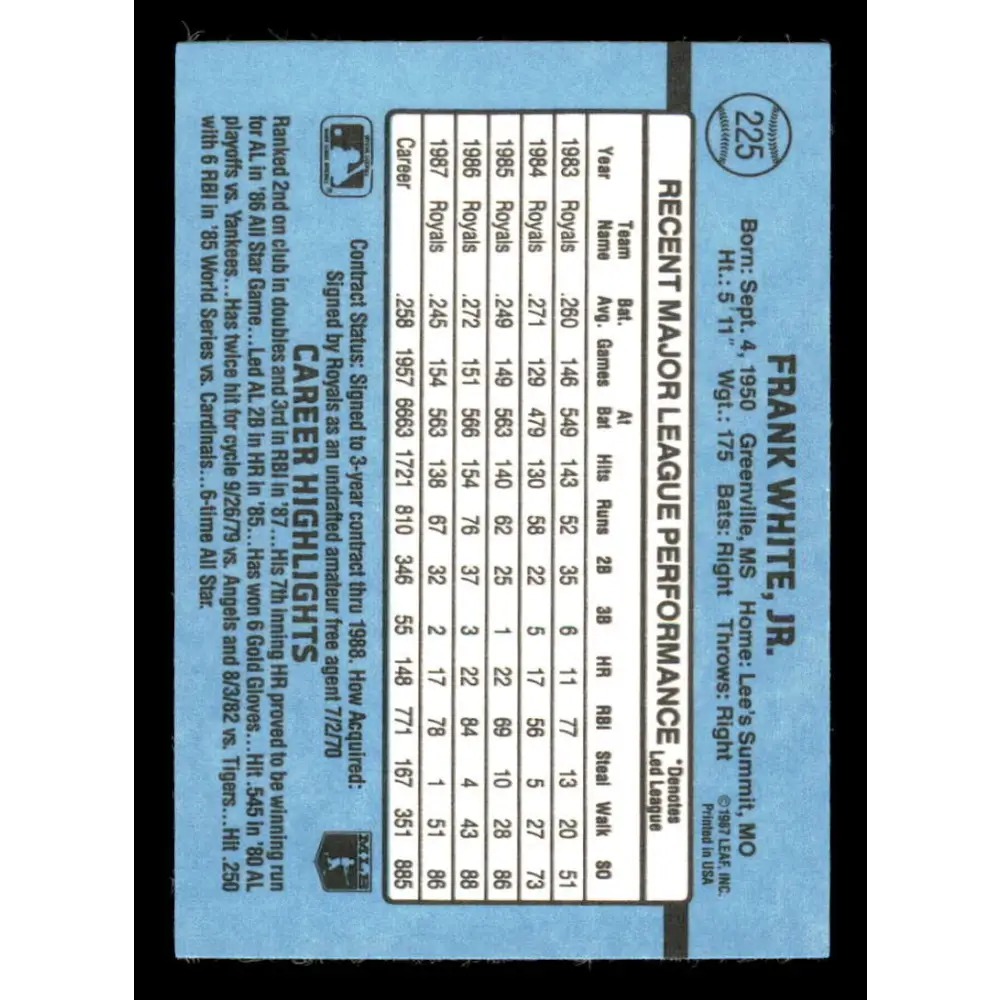 225
FRANK WHITE, JR.
Born: Sept. 4, 1950 Greenville, MS Home: Lee's Summit, MO
Ht.: 5'11" Wgt.: 175 Bats: Right Throws: Right
©1987 LEAF, INC.
Printed in USA
RECENT MAJOR LEAGUE PERFORMANCE
*Denotes
Led League
Year Team Name Bat. Avg. Games At Bat Hits Runs 2B 3B HR RBI Steal Walk SO
1983 Royals .260 146 549 143 52 35 6 11 77 13 20 51
1984 Royals .271 129 479 130 58 22 5 17 56 5 27 73
1985 Royals .249 149 563 140 62 25 1 22 69 10 28 86
1986 Royals .272 151 566 154 76 37 3 22 84 4 43 88
1987 Royals .245 154 563 138 67 32 2 17 78 1 51 86
Career .258 1957 6663 1721 810 346 55 148 771 167 351 885
Contract Status: Signed to 3-year contract thru 1988. How Acquired:
Signed by Royals as an undrafted amateur free agent 7/2/70
MLB
CAREER HIGHLIGHTS
Ranked 2nd on club in doubles and 3rd in RBI in '87...His 7th inning HR proved to be winning run
for AL in '86 All Star Game...Led AL 2B in HR in '85...Has won 6 Gold Gloves...Hit .545 in '80 AL
playoffs vs. Yankees...Has twice hit for cycle 9/26/79 vs. Angels and 8/3/82 vs. Tigers...Hit .250
with 6 RBI in '85 World Series vs. Cardinals...6-time All Star.